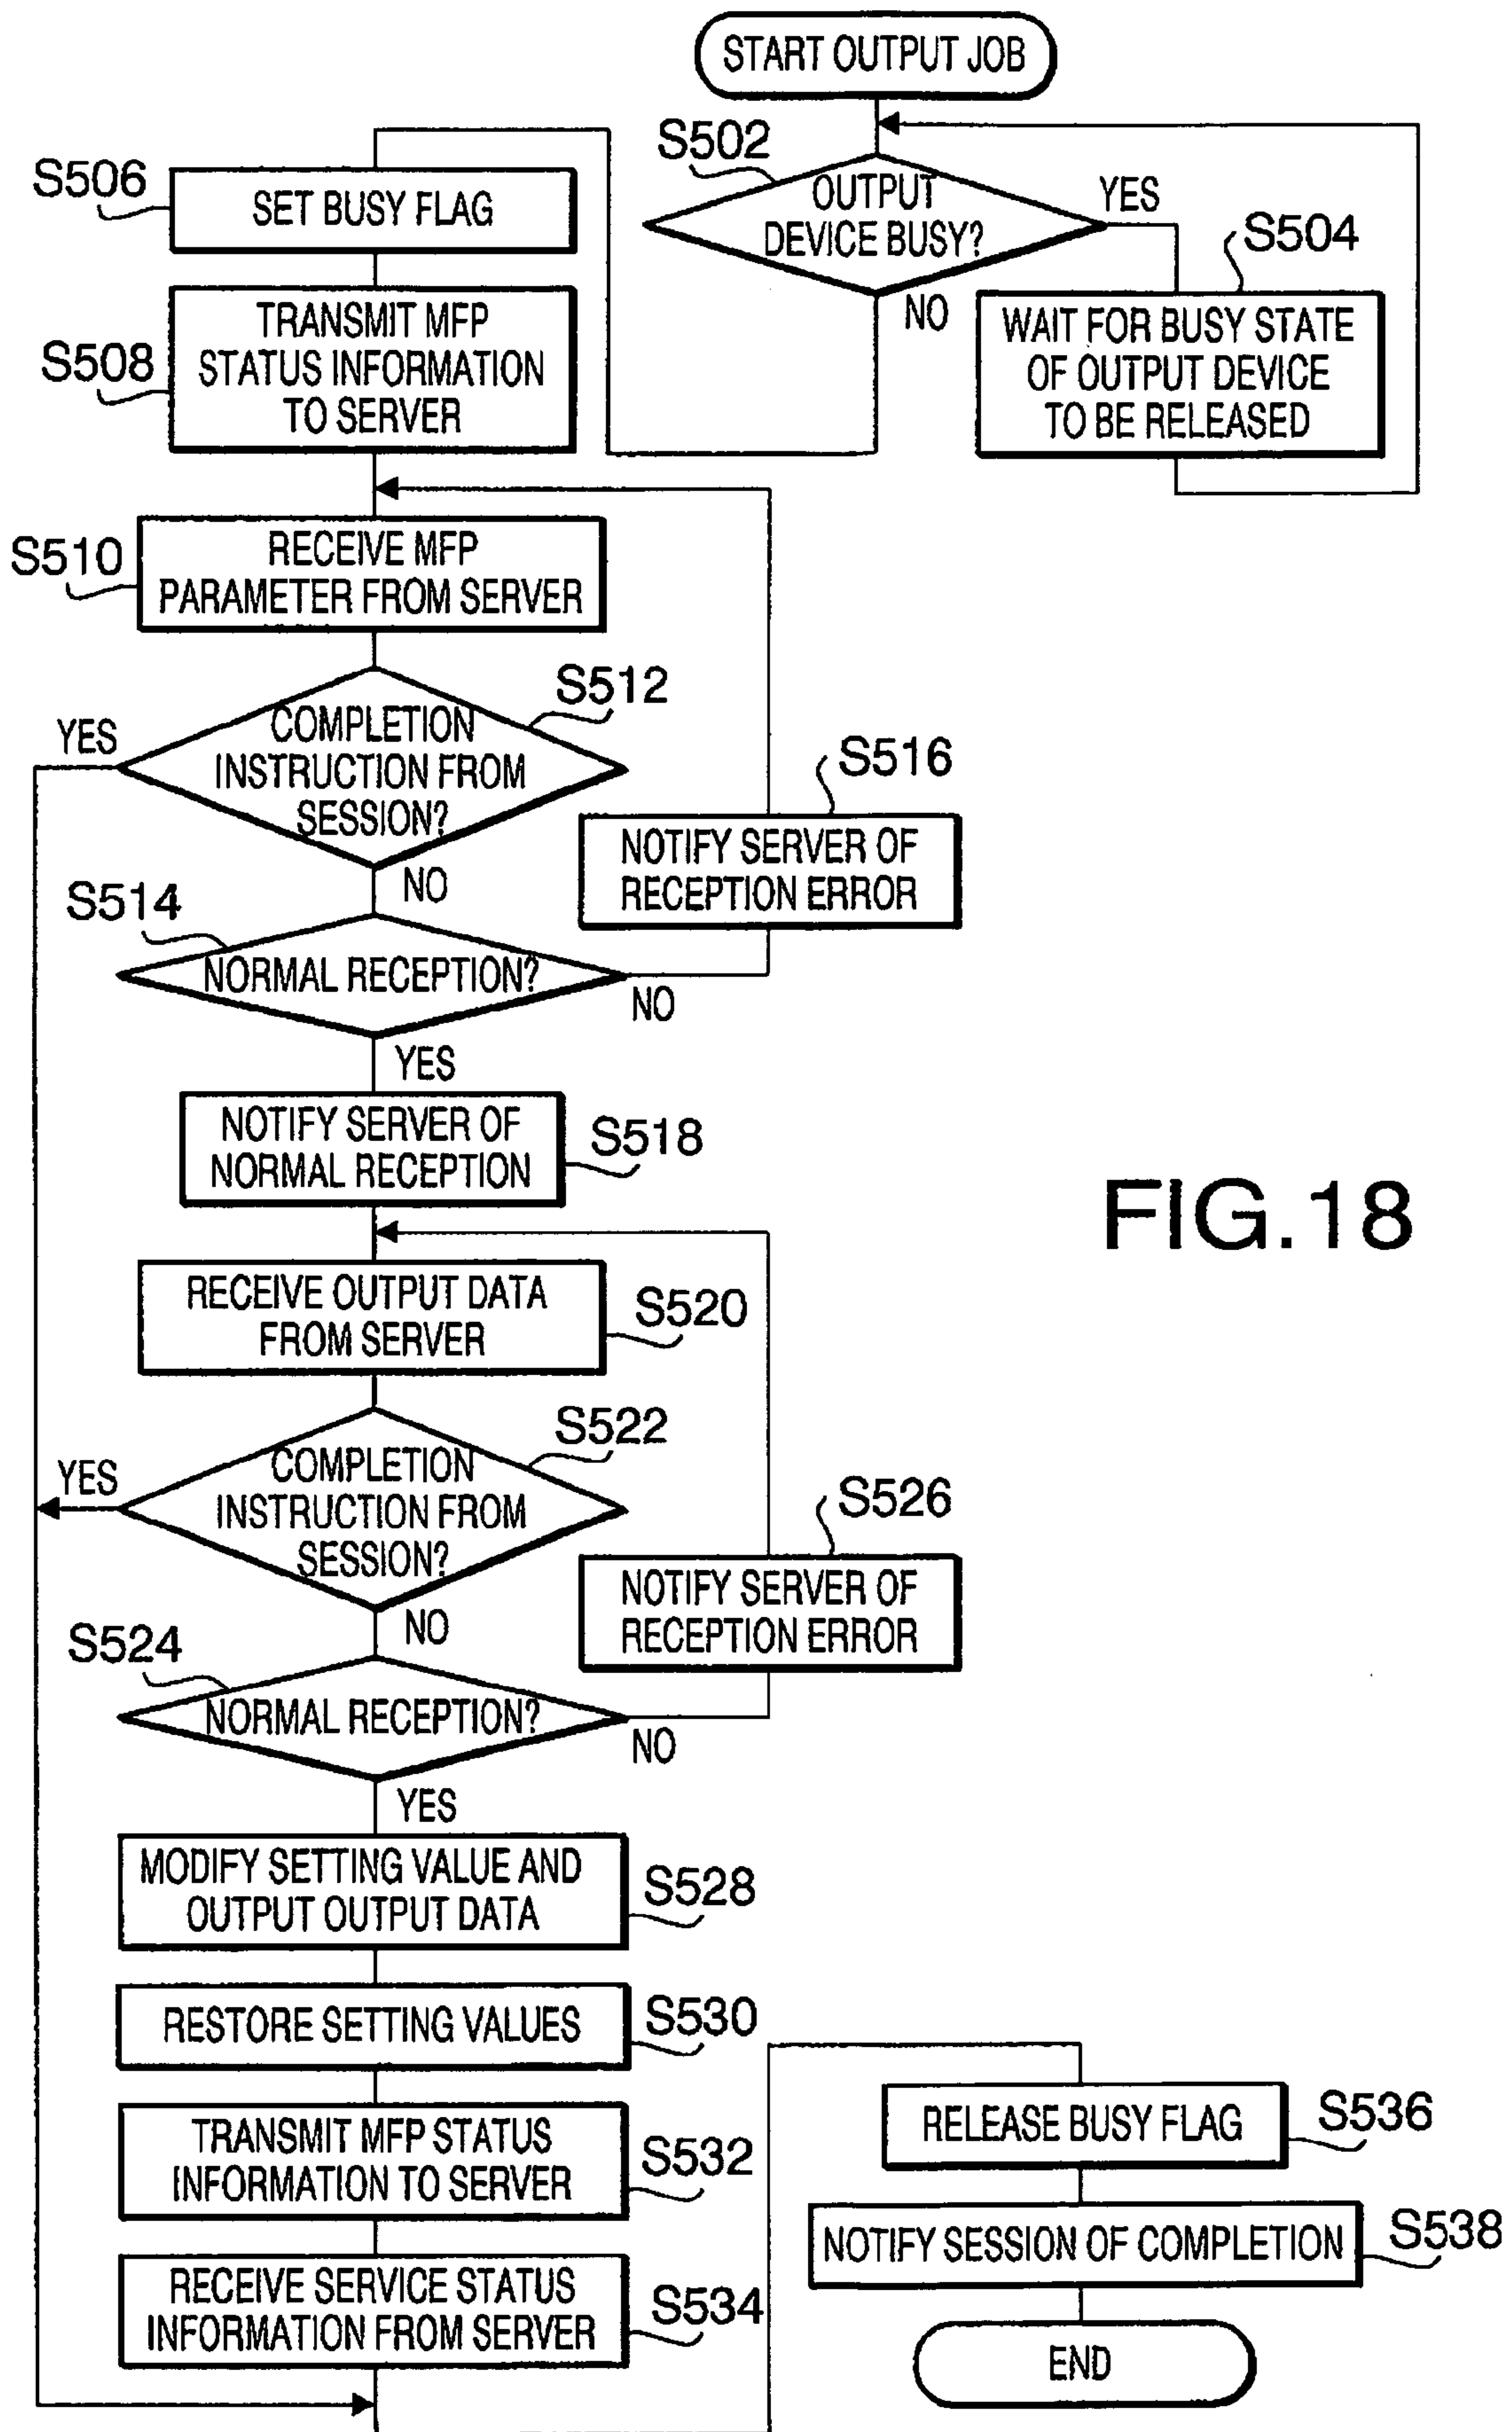 START OUTPUT JOB
S502
OUTPUT
DEVICE BUSY?
YES
NO
S504
WAIT FOR BUSY STATE
OF OUTPUT DEVICE
TO BE RELEASED
S506
SET BUSY FLAG
S508
TRANSMIT MFP
STATUS INFORMATION
TO SERVER
S510
RECEIVE MFP
PARAMETER FROM SERVER
S512
COMPLETION
INSTRUCTION FROM
SESSION?
YES
NO
S514
NORMAL RECEPTION?
NO
YES
S516
NOTIFY SERVER OF
RECEPTION ERROR
NOTIFY SERVER OF
NORMAL RECEPTION
S518
FIG.18
RECEIVE OUTPUT DATA
FROM SERVER
S520
S522
COMPLETION
INSTRUCTION FROM
SESSION?
YES
NO
S524
NORMAL RECEPTION?
NO
YES
S526
NOTIFY SERVER OF
RECEPTION ERROR
MODIFY SETTING VALUE AND
OUTPUT OUTPUT DATA
S528
RESTORE SETTING VALUES
S530
TRANSMIT MFP STATUS
INFORMATION TO SERVER
S532
RECEIVE SERVICE STATUS
INFORMATION FROM SERVER
S534
RELEASE BUSY FLAG
S536
NOTIFY SESSION OF COMPLETION
S538
END